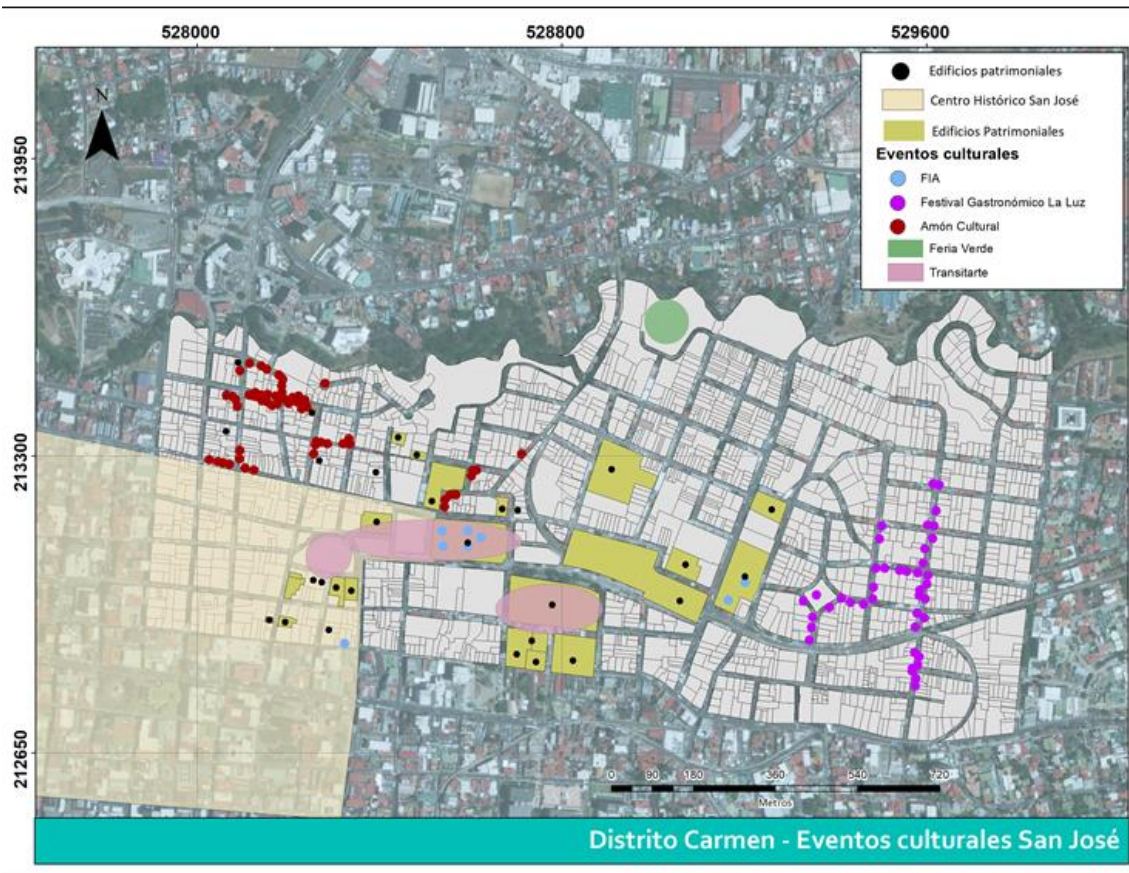 528000
528800
529600
N
213950
213300
212650
Edificios patrimoniales
Centro Histórico San José
Edificios Patrimoniales
Eventos culturales
FIA
Festival Gastronómico La Luz
Amón Cultural
Feria Verde
Transitarte
0 90 180 360 540 720
Metros
Distrito Carmen - Eventos culturales San José